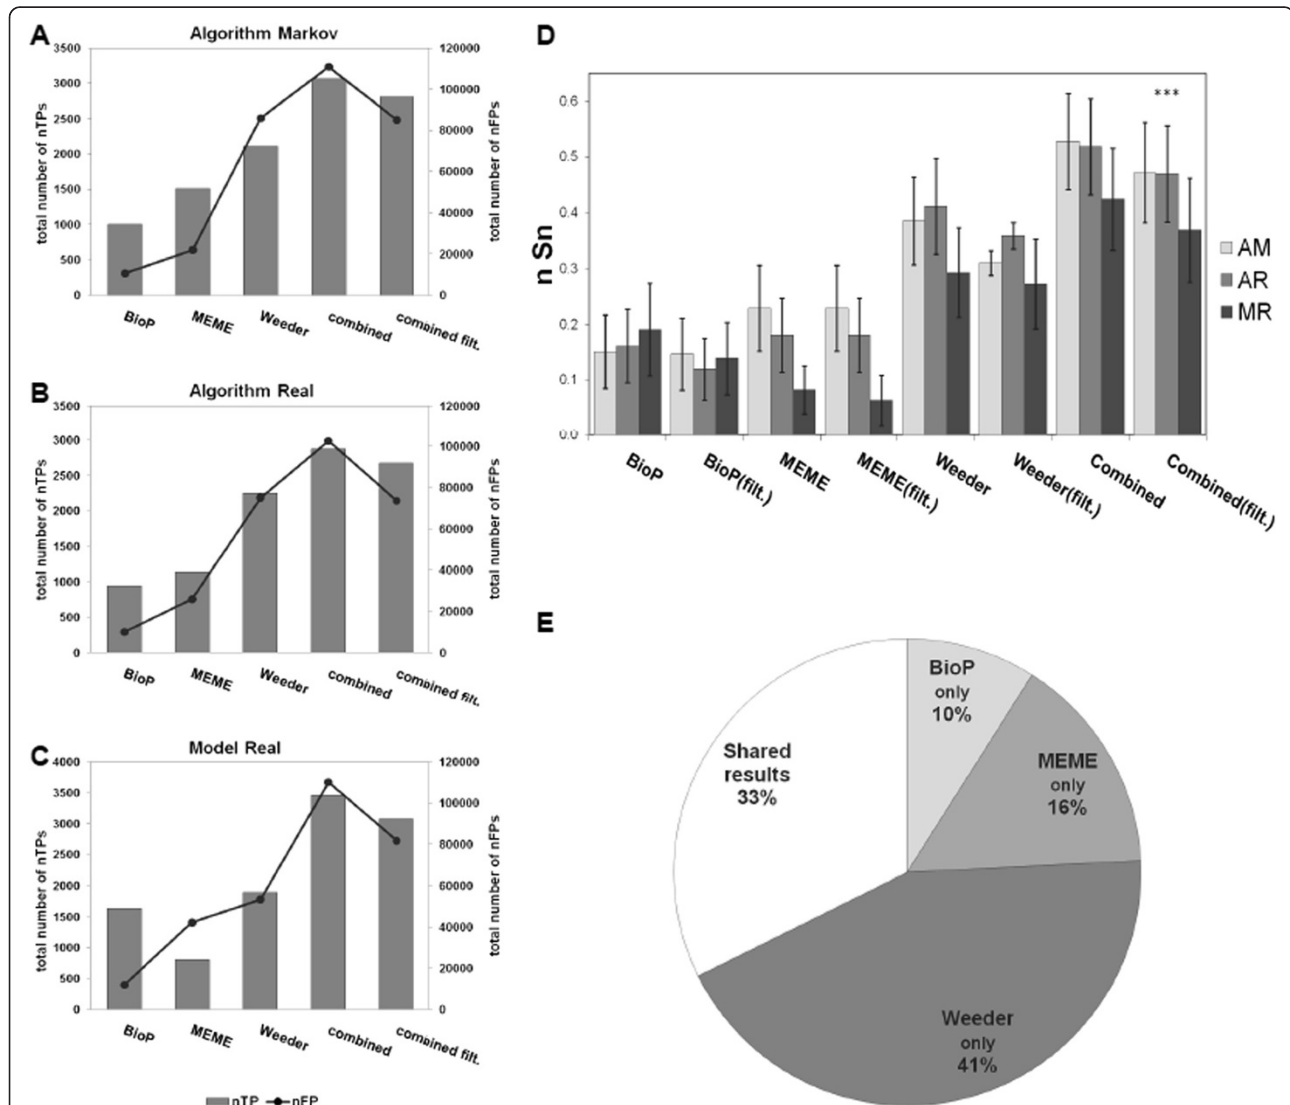 A
Algorithm Markov
total number of nTPs
3500
3000
2500
2000
1500
1000
500
0
120000
100000
80000
60000
40000
20000
0
total number of nFPs
BioP
MEME
Weeder
combined
combined filt.
B
Algorithm Real
total number of nTPs
3500
3000
2500
2000
1500
1000
500
0
120000
100000
80000
60000
40000
20000
0
total number of nFPs
BioP
MEME
Weeder
combined
combined filt.
C
Model Real
total number of nTPs
4000
3500
3000
2500
2000
1500
1000
500
0
120000
100000
80000
60000
40000
20000
0
total number of nFPs
BioP
MEME
Weeder
combined
combined filt.
nTP nFP
D
n Sn
0.6
0.5
0.4
0.3
0.2
0.1
0.0
***
BioP
BioP(filt.)
MEME
MEME(filt.)
Weeder
Weeder(filt.)
Combined
Combined(filt.)
AM
AR
MR
E
BioP
only
10%
MEME
only
16%
Weeder
only
41%
Shared
results
33%